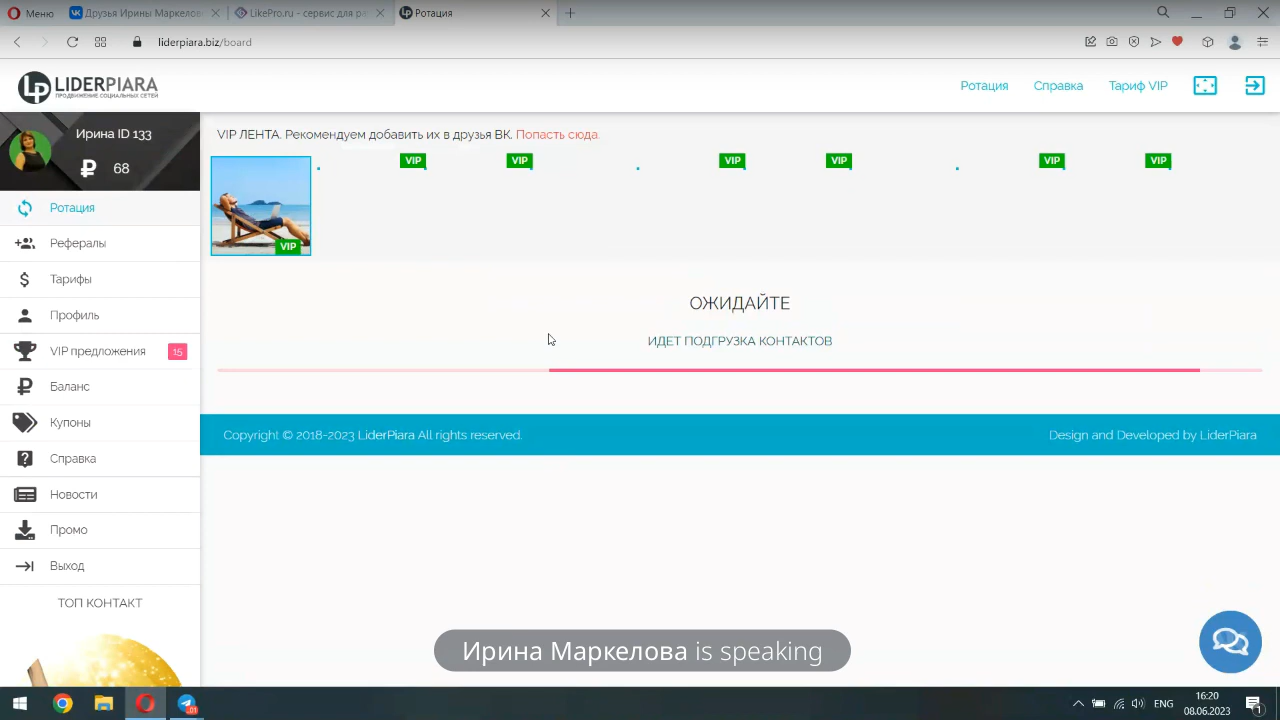 Меню
Друзья Ирины Маркелов
LikePro.ru - сервис для ра
Ротация
liderpiara.biz/board
LP LIDERPIARA
ПРОДВИЖЕНИЕ СОЦИАЛЬНЫХ СЕТЕЙ
Ротация
Справка
Тариф VIP
Ирина ID 133
68
Ротация
Рефералы
Тарифы
Профиль
VIP предложения
15
Баланс
Купоны
Справка
Новости
Промо
Выход
ТОП КОНТАКТ
VIP ЛЕНТА. Рекомендуем добавить их в друзья ВК. Попасть сюда.
VIP
VIP
VIP
VIP
VIP
VIP
VIP
ОЖИДАЙТЕ
ИДЕТ ПОДГРУЗКА КОНТАКТОВ
Copyright © 2018-2023 LiderPiara All rights reserved.
Design and Developed by LiderPiara
Ирина Маркелова is speaking
ENG
16:20
08.06.2023
1